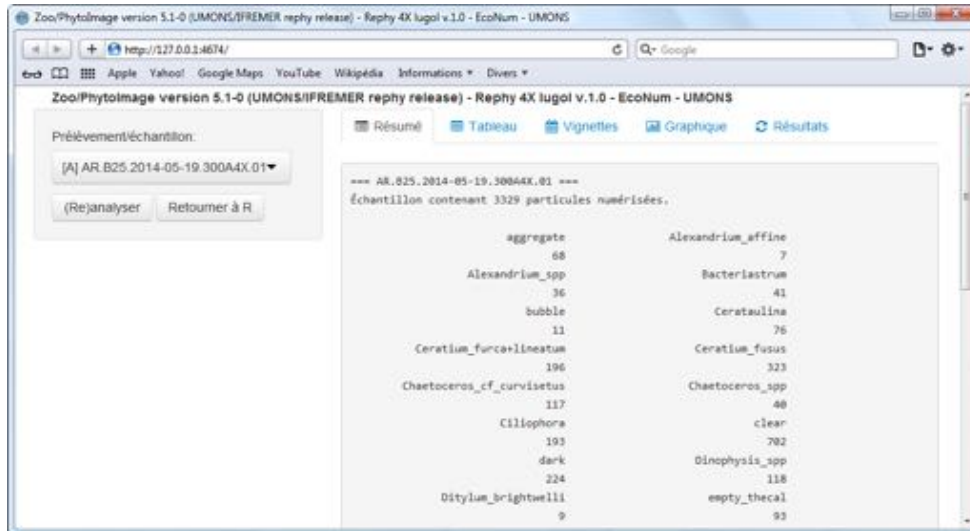 Zoo/PhytoImage version 5.1-0 (UMONS/IFREMER rephy release) - Rephy 4X lugol v.1.0 - EcoNum - UMONS
http://127.0.0.1:4674/
Google
Apple Yahoo! Google Maps YouTube Wikipédia Informations Divers
Zoo/PhytoImage version 5.1-0 (UMONS/IFREMER rephy release) - Rephy 4X lugol v.1.0 - EcoNum - UMONS
Prélèvement/échantillon:
[A] AR.B25.2014-05-19.300A4X.01
(Re)analyser Retourner à R
Résumé Tableau Vignettes Graphique Résultats
=== AR.B25.2014-05-19.300A4X.01 ===
Échantillon contenant 3329 particules numérisées.
aggregate Alexandrium_affine
68 7
Alexandrium_spp Bacteriastrum
36 41
bubble Cerataulina
11 76
Ceratium_furca+lineatum Ceratium_fusus
196 323
Chaetoceros_cf_curvisetus Chaetoceros_spp
117 40
Ciliophora clear
193 702
dark Dinophysis_spp
224 118
Ditylum_brightwelli empty_thecal
9 93